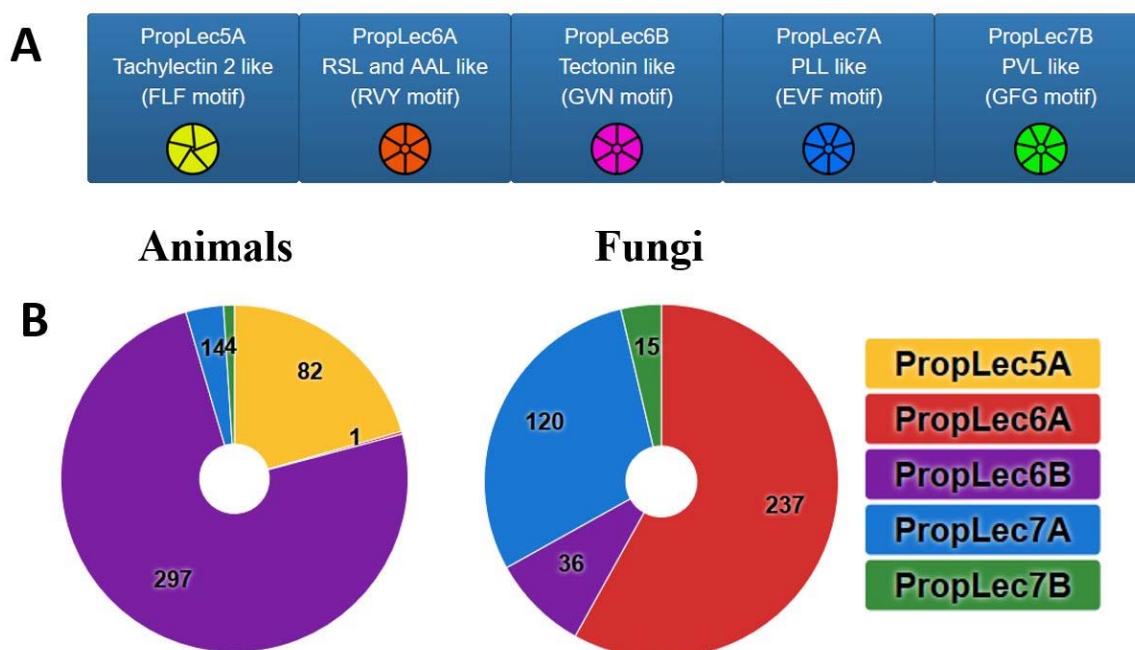 A
PropLec5A
Tachylectin 2 like
(FLF motif)
PropLec6A
RSL and AAL like
(RVY motif)
PropLec6B
Tectonin like
(GVN motif)
PropLec7A
PLL like
(EVF motif)
PropLec7B
PVL like
(GFG motif)
Animals
Fungi
B
14
4
82
1
297
15
120
237
36
PropLec5A
PropLec6A
PropLec6B
PropLec7A
PropLec7B